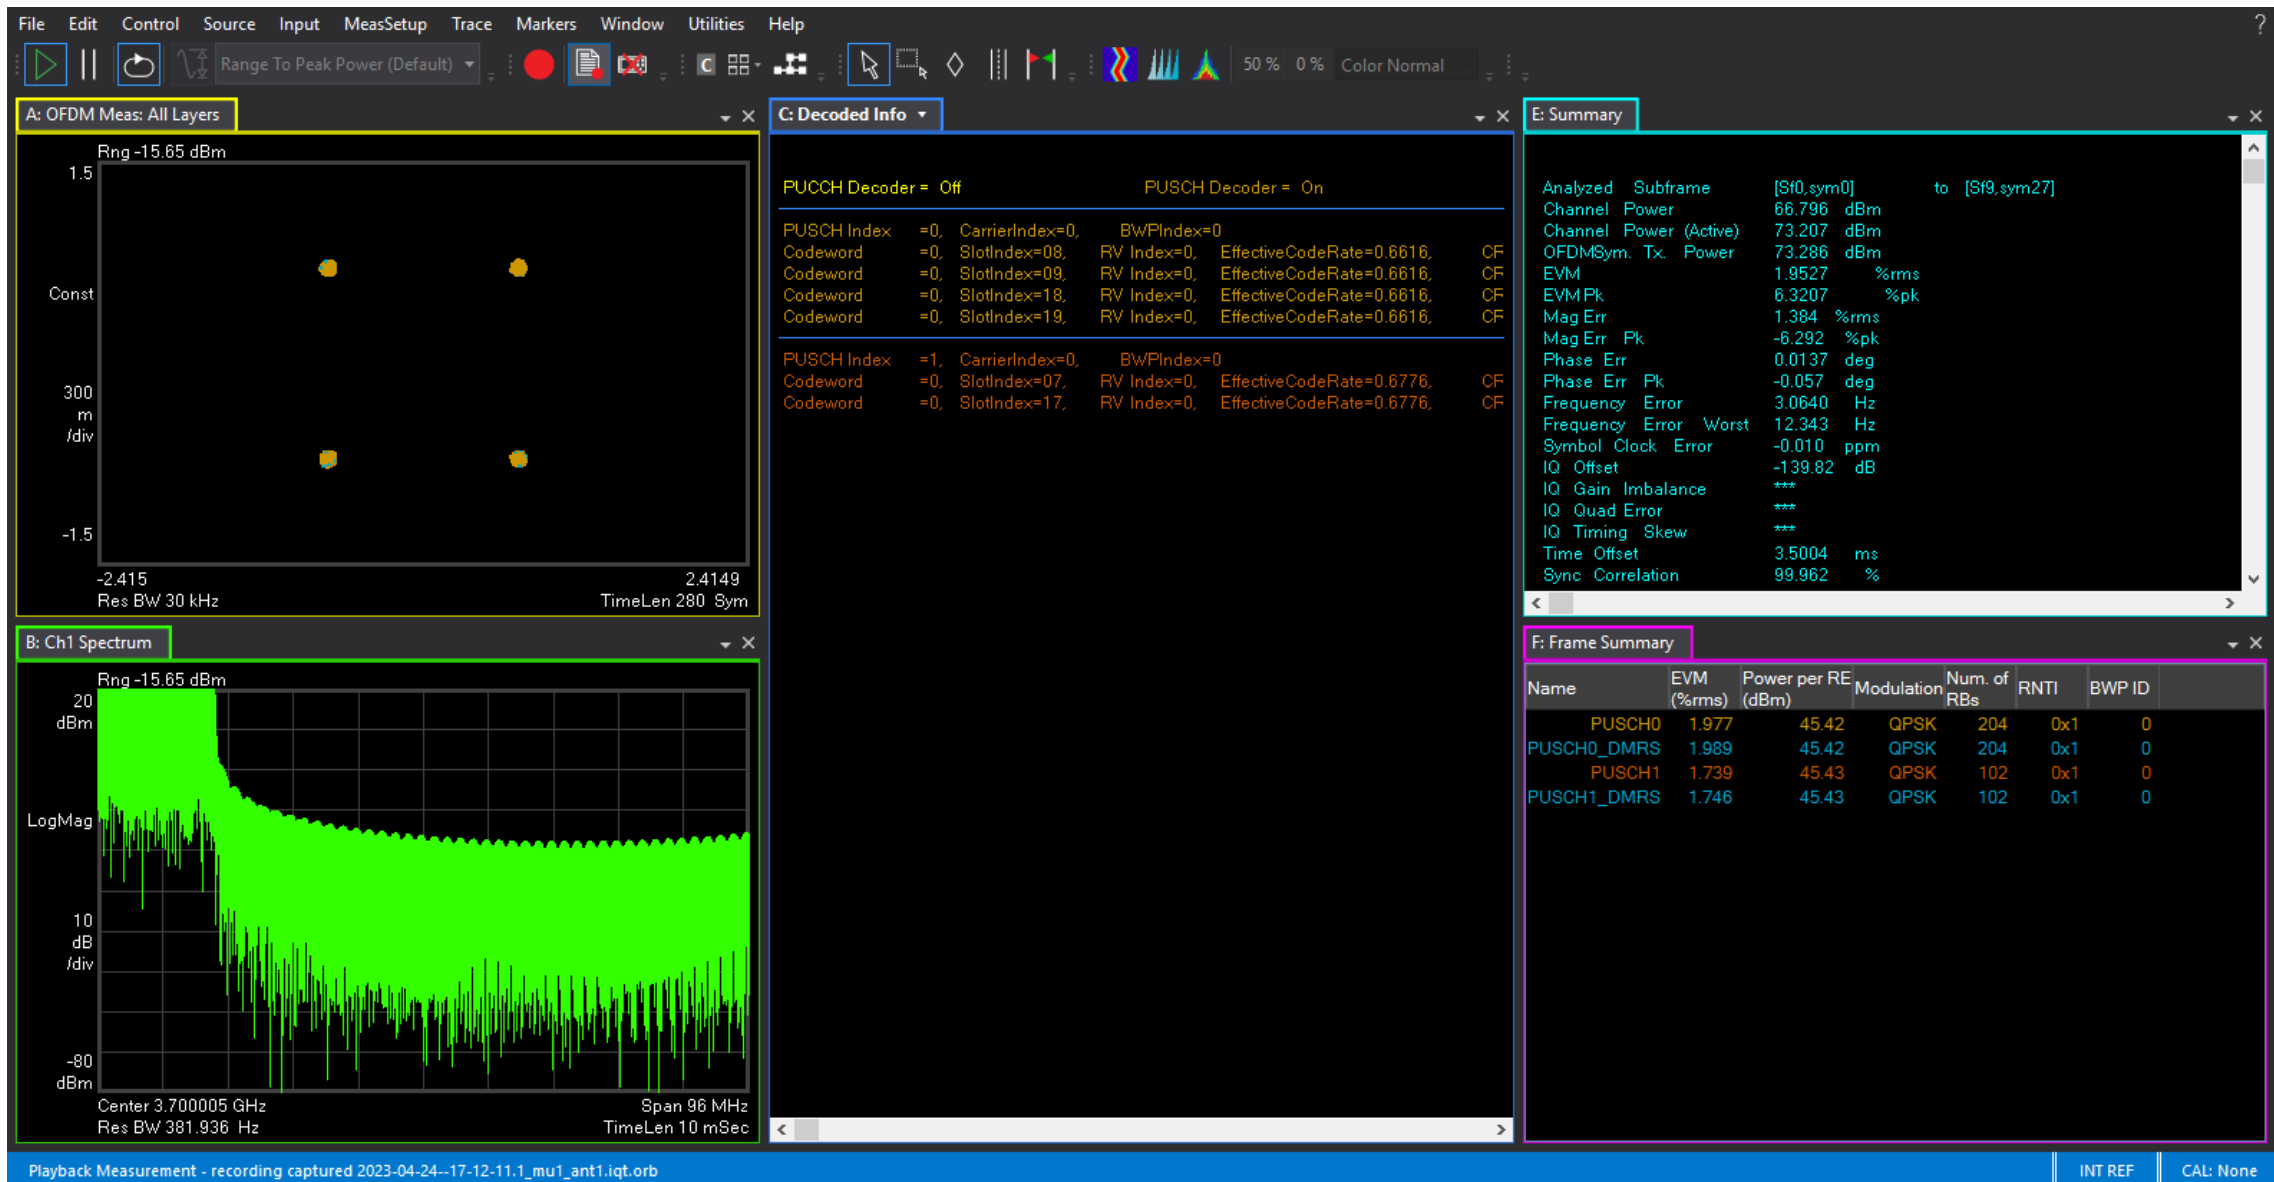 File Edit Control Source Input MeasSetup Trace Markers Window Utilities Help ?
Range To Peak Power (Default) C 50 % 0 % Color Normal
A: OFDM Meas: All Layers
Rng -15.65 dBm
1.5
Const
300
m
/div
-1.5
-2.415 2.4149
Res BW 30 kHz TimeLen 280 Sym
B: Ch1 Spectrum
Rng -15.65 dBm
20
dBm
LogMag
10
dB
/div
-80
dBm
Center 3.700005 GHz Span 96 MHz
Res BW 381.936 Hz TimeLen 10 mSec
C: Decoded Info
PUCCH Decoder = Off PUSCH Decoder = On
PUSCH Index =0, CarrierIndex=0, BWPIndex=0
Codeword =0, SlotIndex=08, RV Index=0, EffectiveCodeRate=0.6616, CF
Codeword =0, SlotIndex=09, RV Index=0, EffectiveCodeRate=0.6616, CF
Codeword =0, SlotIndex=18, RV Index=0, EffectiveCodeRate=0.6616, CF
Codeword =0, SlotIndex=19, RV Index=0, EffectiveCodeRate=0.6616, CF
PUSCH Index =1, CarrierIndex=0, BWPIndex=0
Codeword =0, SlotIndex=07, RV Index=0, EffectiveCodeRate=0.6776, CF
Codeword =0, SlotIndex=17, RV Index=0, EffectiveCodeRate=0.6776, CF
E: Summary
Analyzed Subframe [Sf0,sym0] to [Sf9,sym27]
Channel Power 66.796 dBm
Channel Power (Active) 73.207 dBm
OFDMSym. Tx. Power 73.286 dBm
EVM 1.9527 %rms
EVM Pk 6.3207 %pk
Mag Err 1.384 %rms
Mag Err Pk -6.292 %pk
Phase Err 0.0137 deg
Phase Err Pk -0.057 deg
Frequency Error 3.0640 Hz
Frequency Error Worst 12.343 Hz
Symbol Clock Error -0.010 ppm
IQ Offset -139.82 dB
IQ Gain Imbalance ***
IQ Quad Error ***
IQ Timing Skew ***
Time Offset 3.5004 ms
Sync Correlation 99.962 %
F: Frame Summary
Name EVM (%rms) Power per RE (dBm) Modulation Num. of RBs RNTI BWP ID
PUSCH0 1.977 45.42 QPSK 204 0x1 0
PUSCH0_DMRS 1.989 45.42 QPSK 204 0x1 0
PUSCH1 1.739 45.43 QPSK 102 0x1 0
PUSCH1_DMRS 1.746 45.43 QPSK 102 0x1 0
Playback Measurement - recording captured 2023-04-24--17-12-11.1_mu1_ant1.iqt.orb INT REF CAL: None